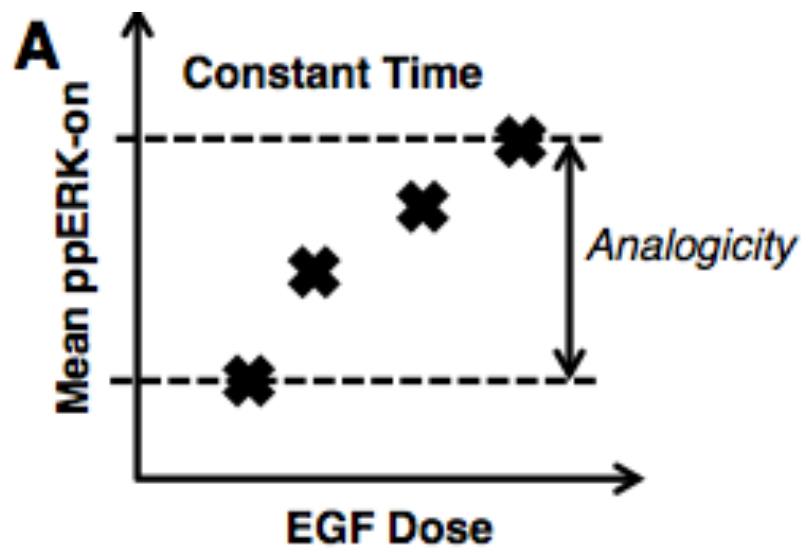 A
Constant Time
Mean ppERK-on
Analogicity
EGF Dose